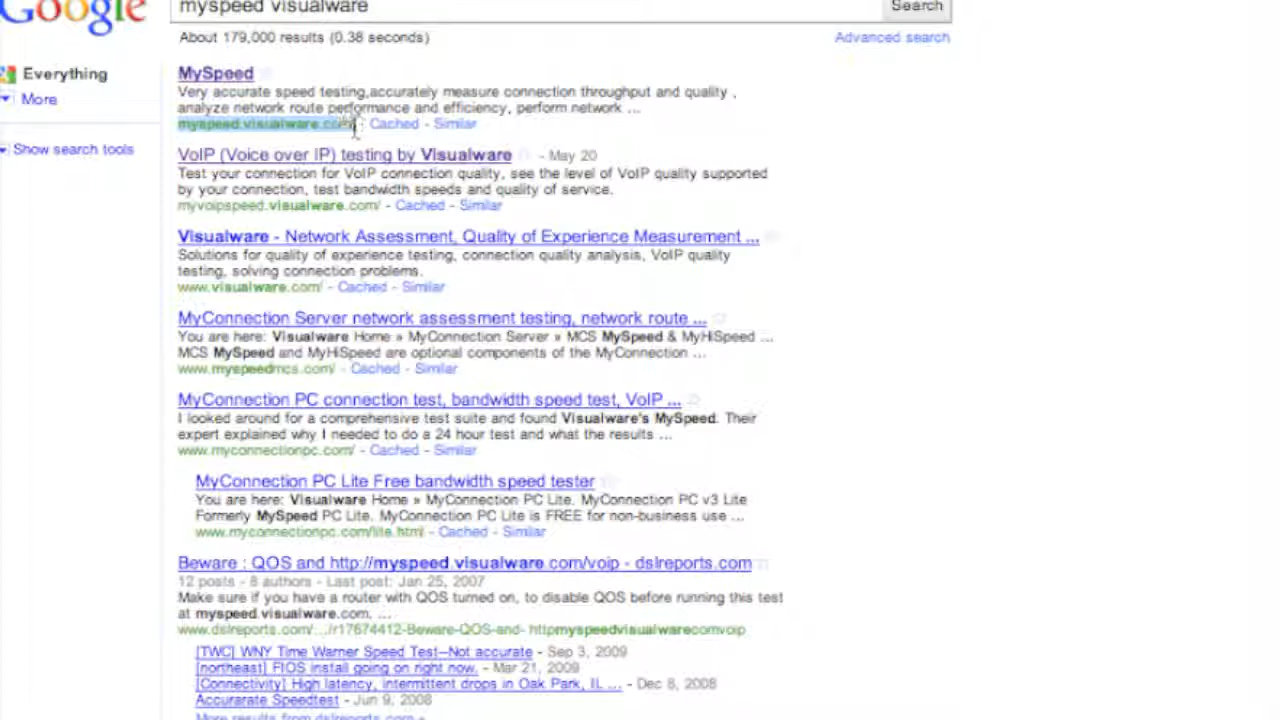 Google
myspeed visualware
Search
About 179,000 results (0.38 seconds)
Advanced search
Everything
More
Show search tools
MySpeed
Very accurate speed testing,accurately measure connection throughput and quality ,
analyze network route performance and efficiency, perform network ...
myspeed.visualware.com/ - Cached - Similar
VoIP (Voice over IP) testing by Visualware - May 20
Test your connection for VoIP connection quality, see the level of VoIP quality supported
by your connection, test bandwidth speeds and quality of service.
myvoipspeed.visualware.com/ - Cached - Similar
Visualware - Network Assessment, Quality of Experience Measurement ...
Solutions for quality of experience testing, connection quality analysis, VoIP quality
testing, solving connection problems.
www.visualware.com/ - Cached - Similar
MyConnection Server network assessment testing, network route ...
You are here: Visualware Home » MyConnection Server » MCS MySpeed & MyHiSpeed ...
MCS MySpeed and MyHiSpeed are optional components of the MyConnection ...
www.myspeedmcs.com/ - Cached - Similar
MyConnection PC connection test, bandwidth speed test, VoIP ...
I looked around for a comprehensive test suite and found Visualware's MySpeed. Their
expert explained why I needed to do a 24 hour test and what the results ...
www.myconnectionpc.com/ - Cached - Similar
MyConnection PC Lite Free bandwidth speed tester
You are here: Visualware Home » MyConnection PC Lite. MyConnection PC v3 Lite
Formerly MySpeed PC Lite. MyConnection PC Lite is FREE for non-business use ...
www.myconnectionpc.com/lite.html - Cached - Similar
Beware : QOS and http://myspeed.visualware.com/voip - dslreports.com
12 posts - 8 authors - Last post: Jan 25, 2007
Make sure if you have a router with QOS turned on, to disable QOS before running this test
at myspeed.visualware.com. ...
www.dslreports.com/.../r17674412-Beware-QOS-and- httpmyspeedvisualwarecomvoip
[TWC] WNY Time Warner Speed Test--Not accurate - Sep 3, 2009
[northeast] FIOS install going on right now. - Mar 21, 2009
[Connectivity] High latency, intermittent drops in Oak Park, IL ... - Dec 8, 2008
Accurarate Speedtest - Jun 9, 2008
More results from dslreports.com »